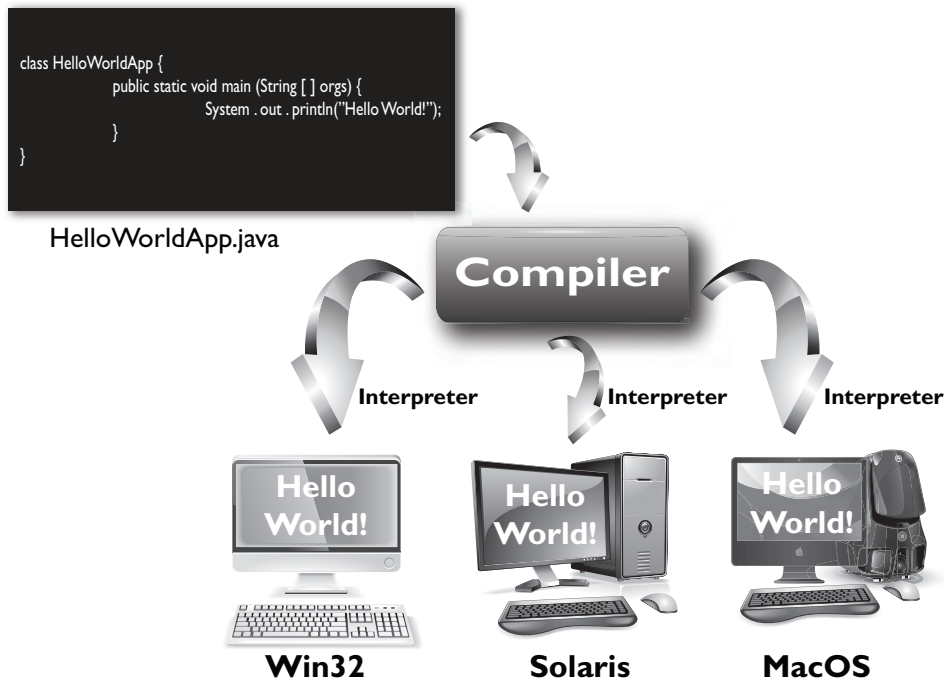 class HelloWorldApp {
public static void main (String [ ] orgs) {
System . out . println("Hello World!");
}
}
HelloWorldApp.java
Compiler
Interpreter
Interpreter
Interpreter
Hello
World!
Hello
World!
Hello
World!
Win32
Solaris
MacOS